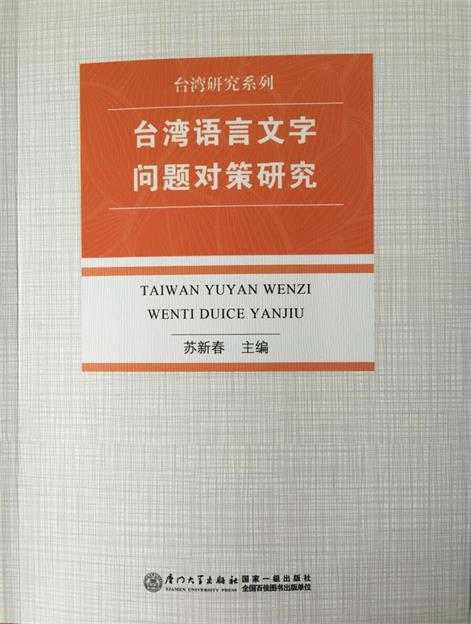 台湾研究系列
台湾语言文字
问题对策研究
TAIWAN YUYAN WENZI
WENTI DUICE YANJIU
苏新春 主编
厦门大学出版社
XIAMEN UNIVERSITY PRESS
国家一级出版社
全国百佳图书出版单位